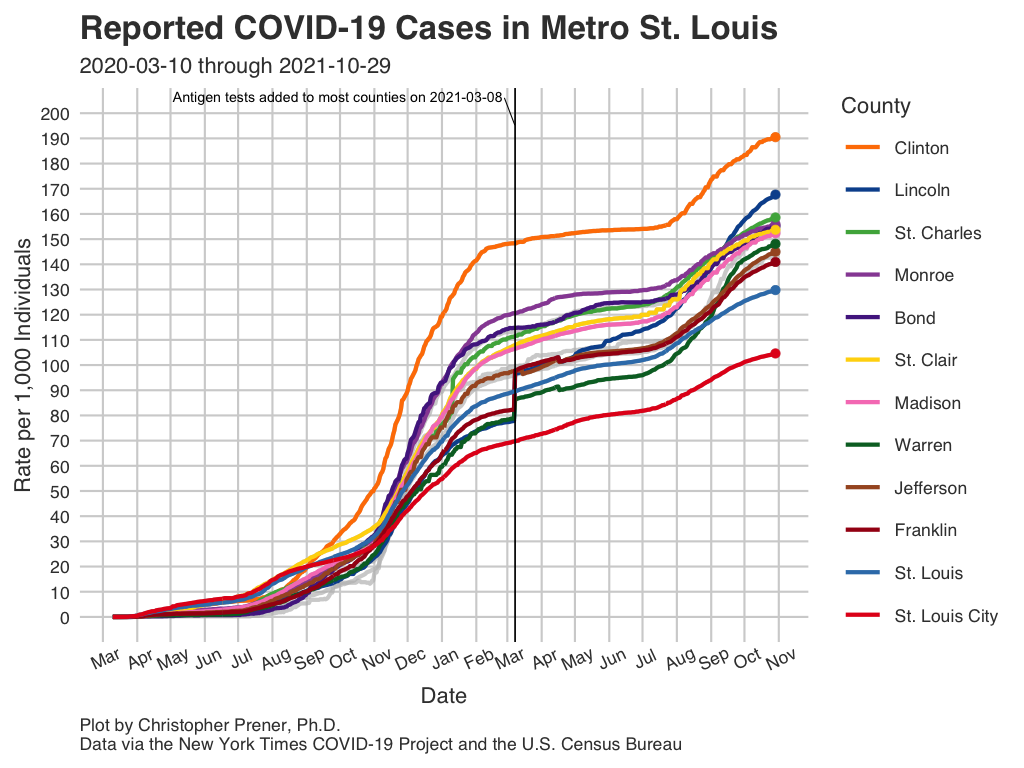 Reported COVID-19 Cases in Metro St. Louis
2020-03-10 through 2021-10-29
Antigen tests added to most counties on 2021-03-08
Rate per 1,000 Individuals
200
190
180
170
160
150
140
130
120
110
100
90
80
70
60
50
40
30
20
10
0
Mar Apr May Jun Jul Aug Sep Oct Nov Dec Jan Feb Mar Apr May Jun Jul Aug Sep Oct Nov
Date
County
Clinton
Lincoln
St. Charles
Monroe
Bond
St. Clair
Madison
Warren
Jefferson
Franklin
St. Louis
St. Louis City
Plot by Christopher Prener, Ph.D.
Data via the New York Times COVID-19 Project and the U.S. Census Bureau